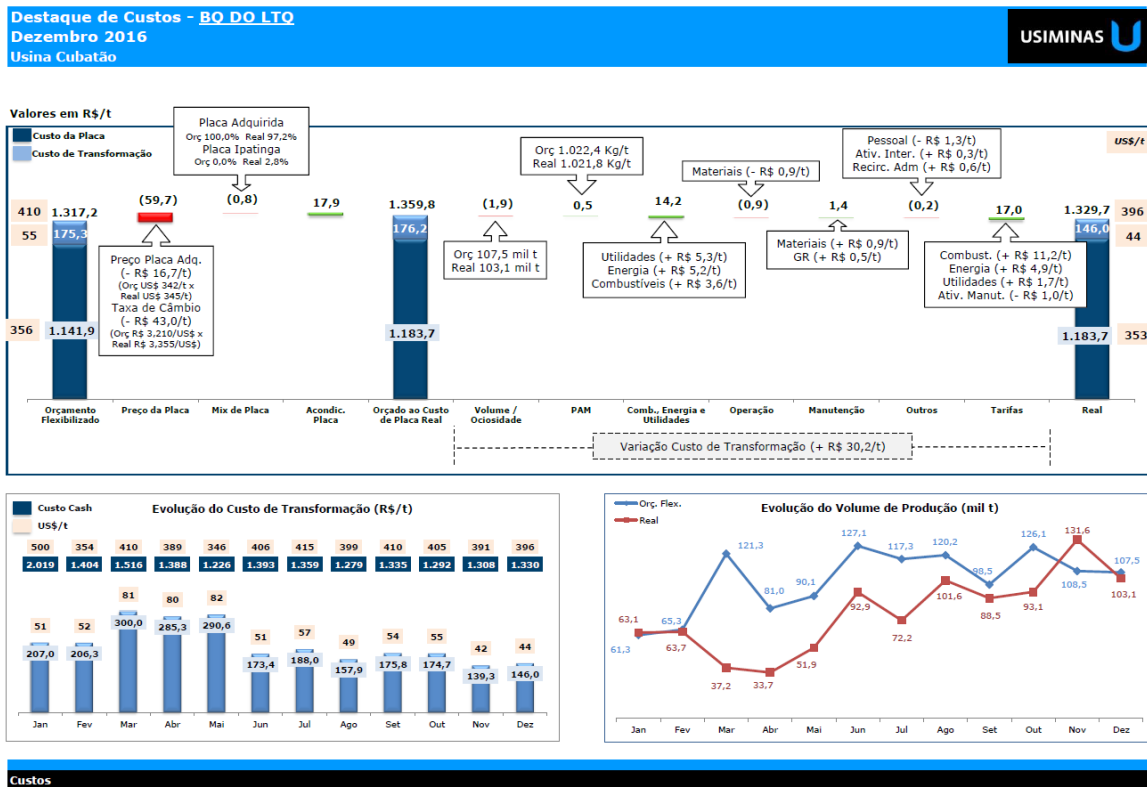 Destaque de Custos - BQ DO LTQ
Dezembro 2016
Usina Cubatão
USIMINAS
Valores em R$/t
Custo da Placa
Custo de Transformação
US$/t
Placa Adquirida
Orç 100,0% Real 97,2%
Placa Ipatinga
Orç 0,0% Real 2,8%
Orç 1.022,4 Kg/t
Real 1.021,8 Kg/t
Materiais (- R$ 0,9/t)
Pessoal (- R$ 1,3/t)
Ativ. Inter. (+ R$ 0,3/t)
Recirc. Adm (+ R$ 0,6/t)
410 1.317,2 (59,7) (0,8) 17,9 1.359,8 (1,9) 0,5 14,2 (0,9) 1,4 (0,2) 17,0 1.329,7 396
55 175,3 176,2 146,0 44
Preço Placa Adq.
(- R$ 16,7/t)
(Orç US$ 342/t x
Real US$ 345/t)
Taxa de Câmbio
(- R$ 43,0/t)
(Orç R$ 3,210/US$ x
Real R$ 3,355/US$)
Orç 107,5 mil t
Real 103,1 mil t
Utilidades (+ R$ 5,3/t)
Energia (+ R$ 5,2/t)
Combustíveis (+ R$ 3,6/t)
Materiais (+ R$ 0,9/t)
GR (+ R$ 0,5/t)
Combust. (+ R$ 11,2/t)
Energia (+ R$ 4,9/t)
Utilidades (+ R$ 1,7/t)
Ativ. Manut. (- R$ 1,0/t)
356 1.141,9 1.183,7 1.183,7 353
Orçamento Flexibilizado
Preço da Placa
Mix de Placa
Acondic. Placa
Orçado ao Custo de Placa Real
Volume / Ociosidade
PAM
Comb., Energia e Utilidades
Operação
Manutenção
Outros
Tarifas
Real
Variação Custo de Transformação (+ R$ 30,2/t)
Custo Cash
US$/t
Evolução do Custo de Transformação (R$/t)
500 354 410 389 346 406 415 399 410 405 391 396
2.019 1.404 1.516 1.388 1.226 1.393 1.359 1.279 1.335 1.292 1.308 1.330
51 52 81 80 82 51 57 49 54 55 42 44
207,0 206,3 300,0 285,3 290,6 173,4 188,0 157,9 175,8 174,7 139,3 146,0
Jan Fev Mar Abr Mai Jun Jul Ago Set Out Nov Dez
Orç. Flex.
Real
Evolução do Volume de Produção (mil t)
61,3 65,3 121,3 81,0 90,1 127,1 117,3 120,2 98,5 126,1 108,5 107,5
63,1 63,7 37,2 33,7 51,9 92,9 72,2 101,6 88,5 93,1 131,6 103,1
Jan Fev Mar Abr Mai Jun Jul Ago Set Out Nov Dez
Custos